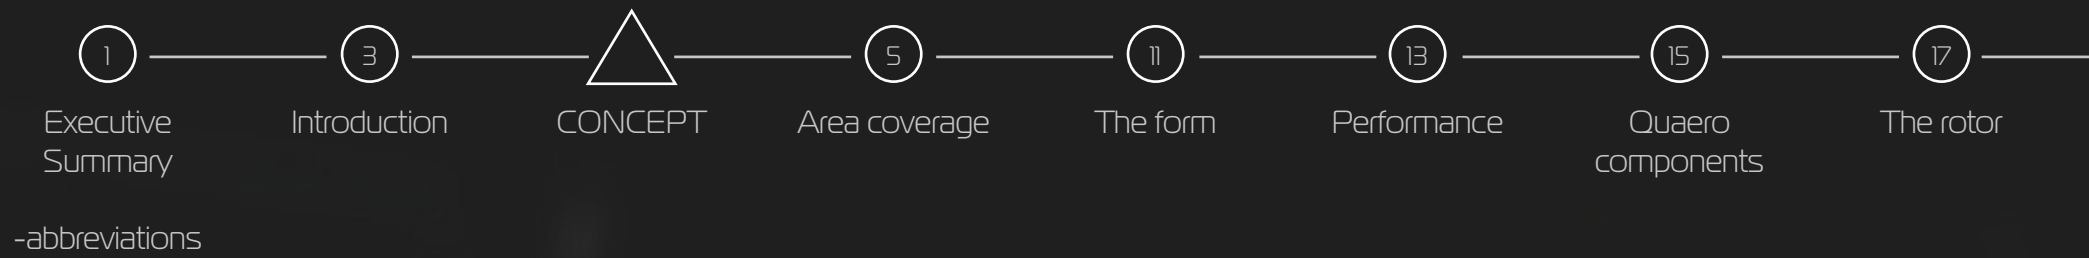 1 3 5 11 13 15 17
Executive Introduction CONCEPT Area coverage The form Performance Quaero The rotor
Summary components
-abbreviations